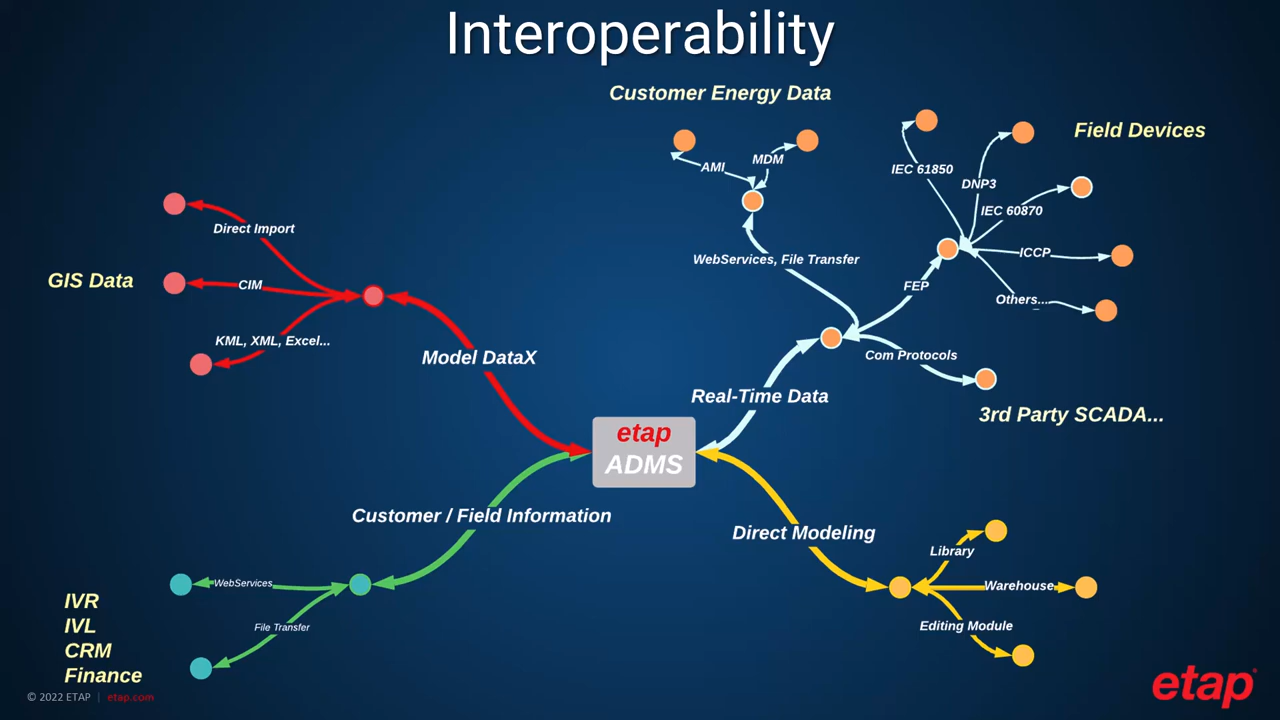 Interoperability
Customer Energy Data
Field Devices
AMI
MDM
IEC 61850
DNP3
IEC 60870
ICCP
Others...
WebServices, File Transfer
FEP
Com Protocols
3rd Party SCADA...
Real-Time Data
GIS Data
Direct Import
CIM
KML, XML, Excel...
Model DataX
etap
ADMS
Customer / Field Information
WebServices
File Transfer
IVR
IVL
CRM
Finance
Direct Modeling
Library
Warehouse
Editing Module
© 2022 ETAP | etap.com
etap